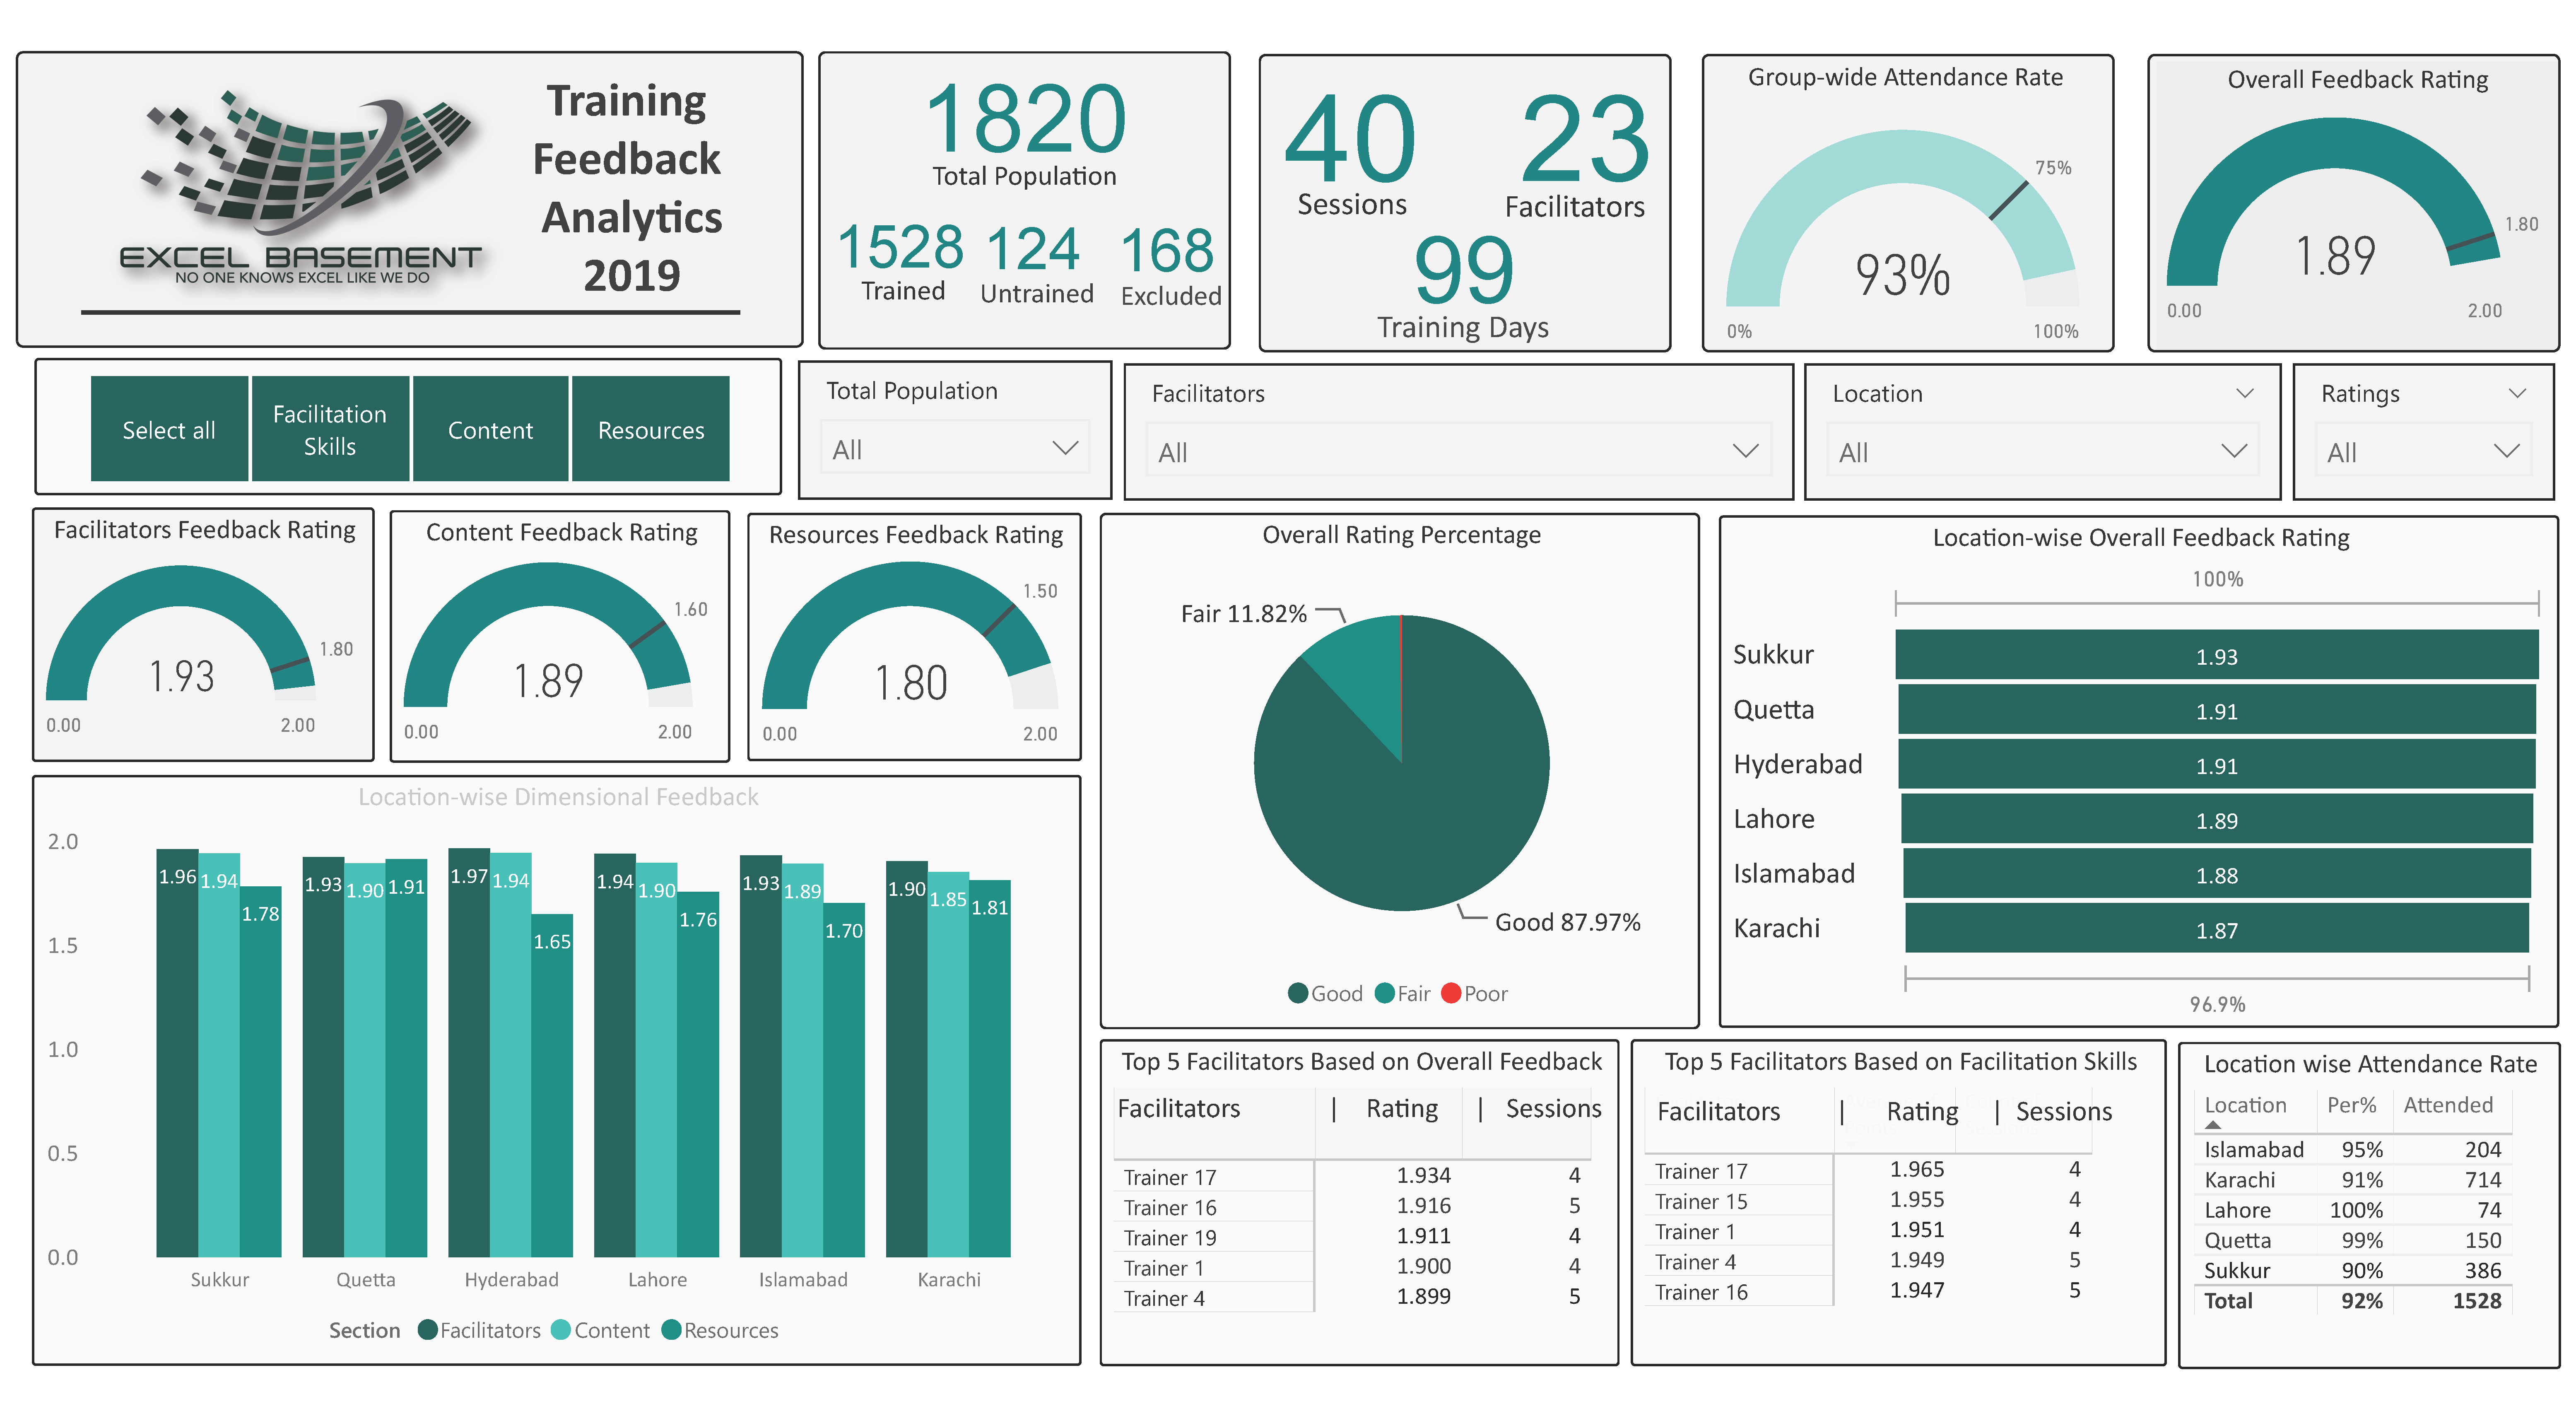 Training
Feedback
Analytics
2019
EXCEL BASEMENT
NO ONE KNOWS EXCEL LIKE WE DO
1820
Total Population
1528 124 168
Trained Untrained Excluded
40 23
Sessions Facilitators
99
Training Days
Group-wide Attendance Rate
75%
93%
0% 100%
Overall Feedback Rating
1.80
1.89
0.00 2.00
Select all
Facilitation
Skills
Content
Resources
Total Population
All
Facilitators
All
Location
All
Ratings
All
Facilitators Feedback Rating
1.80
1.93
0.00 2.00
Content Feedback Rating
1.60
1.89
0.00 2.00
Resources Feedback Rating
1.50
1.80
0.00 2.00
Overall Rating Percentage
Fair 11.82%
Good 87.97%
Good Fair Poor
Location-wise Overall Feedback Rating
100%
Sukkur 1.93
Quetta 1.91
Hyderabad 1.91
Lahore 1.89
Islamabad 1.88
Karachi 1.87
96.9%
Location-wise Dimensional Feedback
2.0
1.5
1.0
0.5
0.0
1.96 1.94 1.78
1.93 1.90 1.91
1.97 1.94 1.65
1.94 1.90 1.76
1.93 1.89 1.70
1.90 1.85 1.81
Sukkur Quetta Hyderabad Lahore Islamabad Karachi
Section Facilitators Content Resources
Top 5 Facilitators Based on Overall Feedback
Facilitators | Rating | Sessions
Trainer 17 1.934 4
Trainer 16 1.916 5
Trainer 19 1.911 4
Trainer 1 1.900 4
Trainer 4 1.899 5
Top 5 Facilitators Based on Facilitation Skills
Facilitators | Rating | Sessions
Trainer 17 1.965 4
Trainer 15 1.955 4
Trainer 1 1.951 4
Trainer 4 1.949 5
Trainer 16 1.947 5
Location wise Attendance Rate
Location Per% Attended
Islamabad 95% 204
Karachi 91% 714
Lahore 100% 74
Quetta 99% 150
Sukkur 90% 386
Total 92% 1528